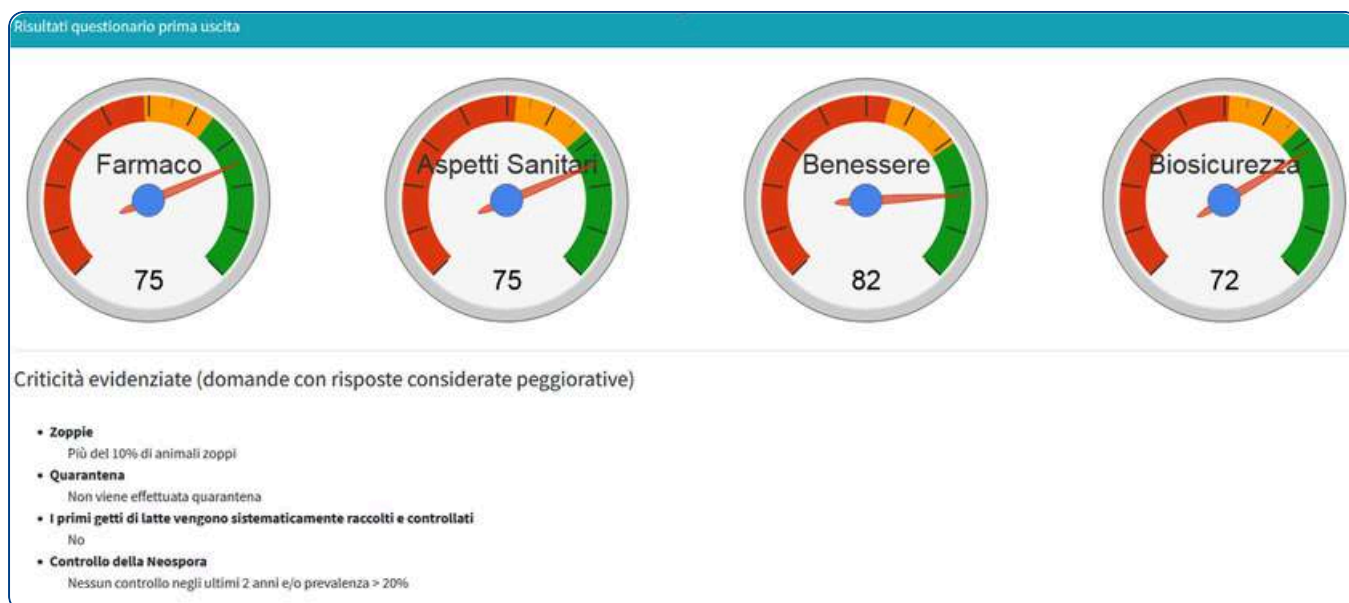 Risultati questionario prima uscita
Farmaco
75
Aspetti Sanitari
75
Benessere
82
Biosicurezza
72
Criticità evidenziate (domande con risposte considerate peggiorative)
• Zoppie
Più del 10% di animali zoppi
• Quarantena
Non viene effettuata quarantena
• I primi getti di latte vengono sistematicamente raccolti e controllati
No
• Controllo della Neospora
Nessun controllo negli ultimi 2 anni e/o prevalenza > 20%